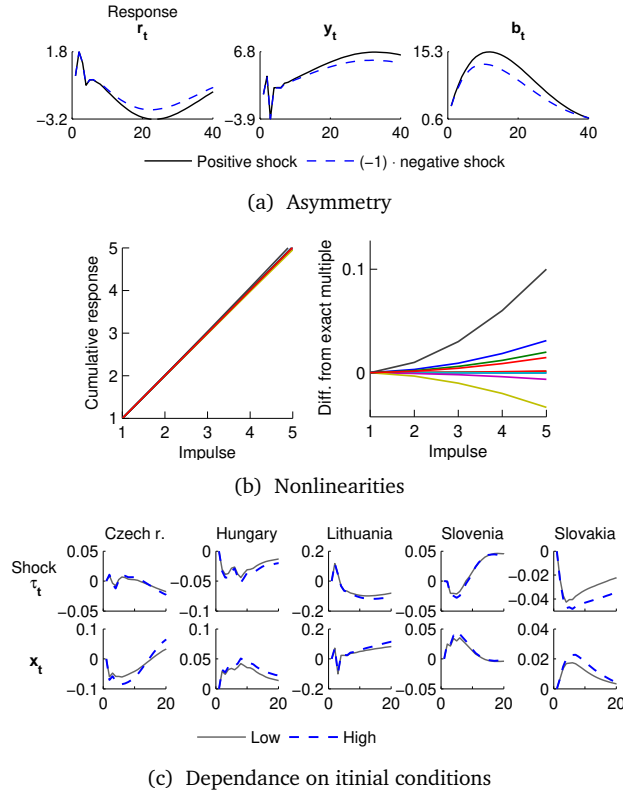 Response
r_t y_t b_t
1.8 6.8 15.3
−3.2 −3.9 0.6
0 20 40 0 20 40 0 20 40
Positive shock (−1) · negative shock
(a) Asymmetry
5
4
3
2
1
Cumulative response
1 2 3 4 5
Impulse
0.1
0
Diff. from exact multiple
1 2 3 4 5
Impulse
(b) Nonlinearities
Czech r. Hungary Lithuania Slovenia Slovakia
Shock
τ_t
0.05 0 0.2 0.05 0
0 −0.05 0 0 −0.02
−0.04
−0.05 −0.1 −0.2 −0.05
x_t
0.1 0.1 0.2 0.05 0.04
0 0.05 0 0 0.02
−0.1 0 −0.2 −0.05 0
0 10 20 0 10 20 0 10 20 0 10 20 0 10 20
Low High
(c) Dependance on itinial conditions